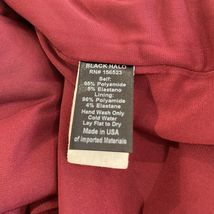 BLACK HALO
RN# 156523
Self:
95% Polyamide
5% Elastano
Lining:
96% Polyamide
4% Elastane
Hand Wash Only
Cold Water
Lay Flat to Dry
Made in USA
of Imported Materials